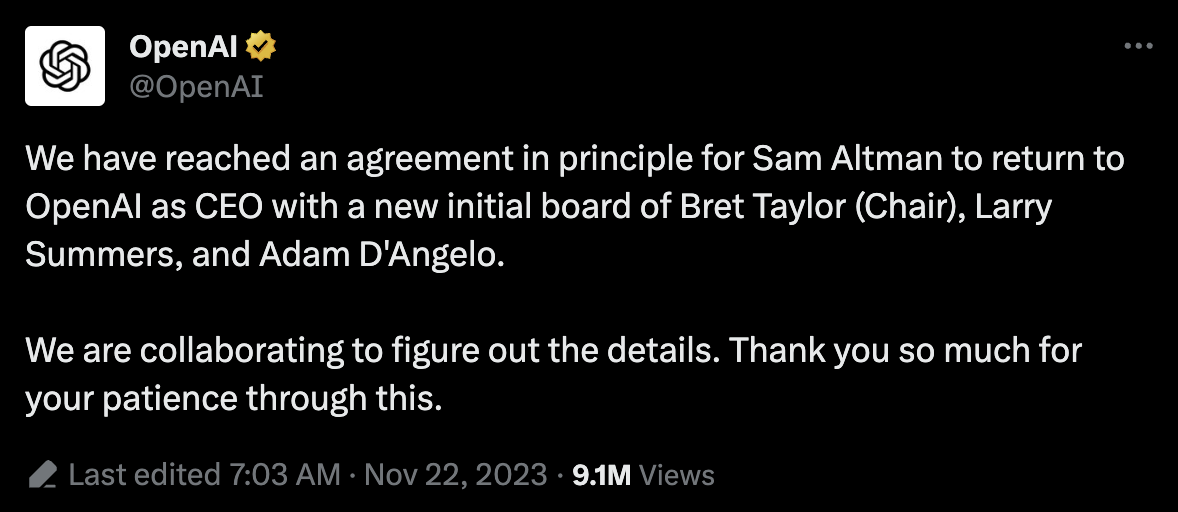 OpenAI
@OpenAI
We have reached an agreement in principle for Sam Altman to return to
OpenAI as CEO with a new initial board of Bret Taylor (Chair), Larry
Summers, and Adam D'Angelo.
We are collaborating to figure out the details. Thank you so much for
your patience through this.
Last edited 7:03 AM · Nov 22, 2023 · 9.1M Views